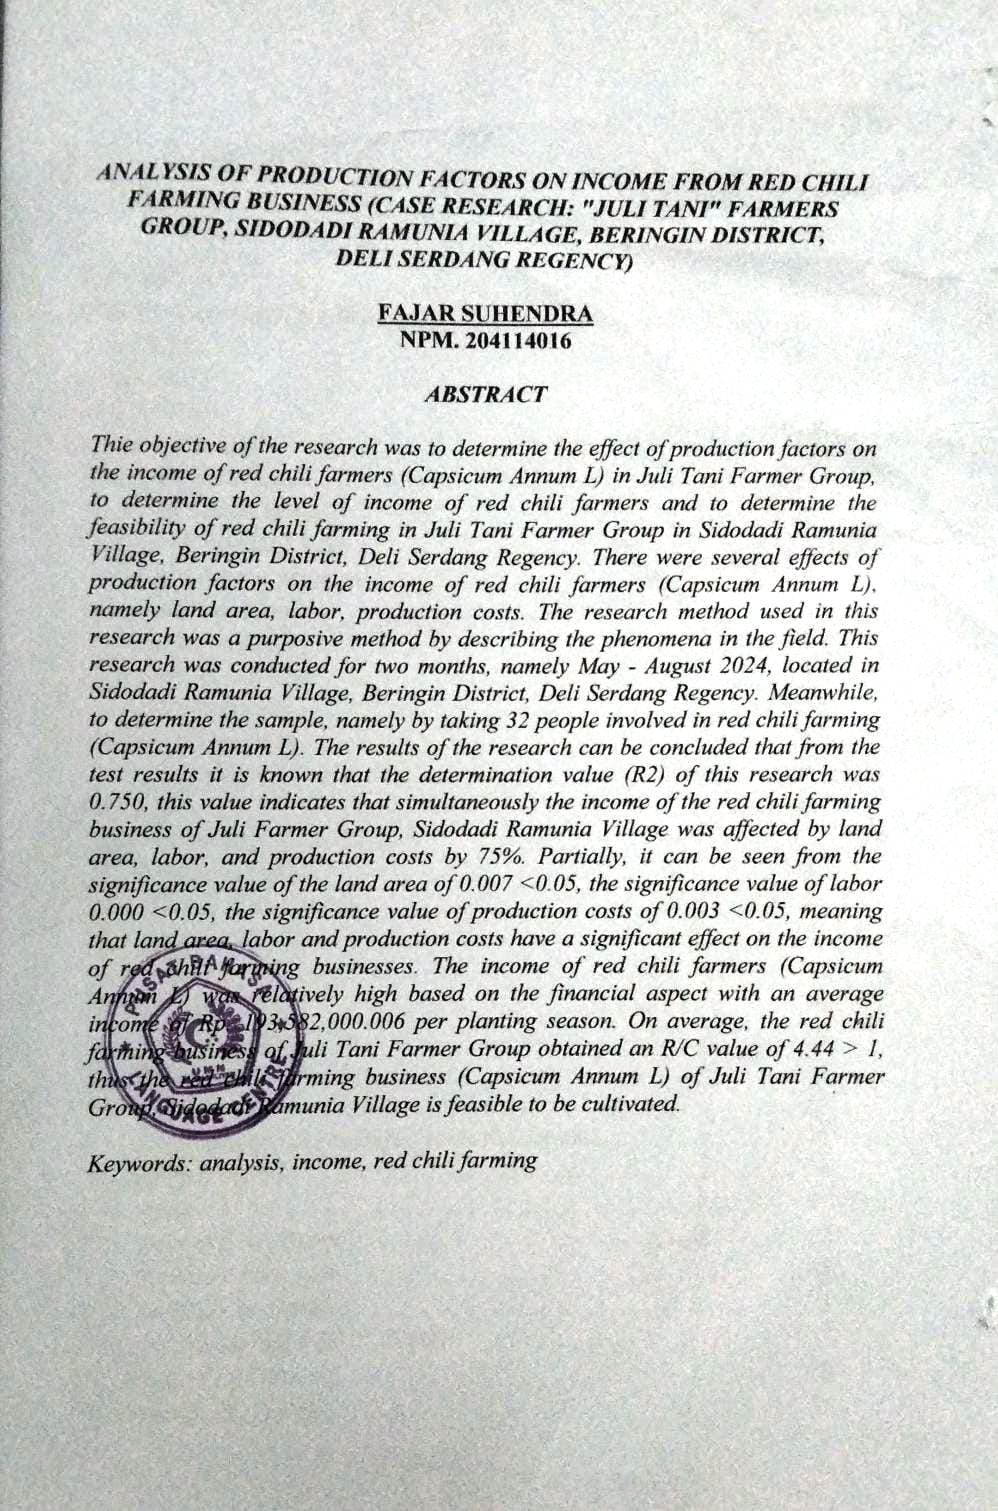 ANALYSIS OF PRODUCTION FACTORS ON INCOME FROM RED CHILI
FARMING BUSINESS (CASE RESEARCH: "JULI TANI" FARMERS
GROUP, SIDODADI RAMUNIA VILLAGE, BERINGIN DISTRICT,
DELI SERDANG REGENCY)
FAJAR SUHENDRA
NPM. 204114016
ABSTRACT
Thie objective of the research was to determine the effect of production factors on
the income of red chili farmers (Capsicum Annum L) in Juli Tani Farmer Group,
to determine the level of income of red chili farmers and to determine the
feasibility of red chili farming in Juli Tani Farmer Group in Sidodadi Ramunia
Village, Beringin District, Deli Serdang Regency. There were several effects of
production factors on the income of red chili farmers (Capsicum Annum L),
namely land area, labor, production costs. The research method used in this
research was a purposive method by describing the phenomena in the field. This
research was conducted for two months, namely May - August 2024, located in
Sidodadi Ramunia Village, Beringin District, Deli Serdang Regency. Meanwhile,
to determine the sample, namely by taking 32 people involved in red chili farming
(Capsicum Annum L). The results of the research can be concluded that from the
test results it is known that the determination value (R2) of this research was
0.750, this value indicates that simultaneously the income of the red chili farming
business of Juli Farmer Group, Sidodadi Ramunia Village was affected by land
area, labor, and production costs by 75%. Partially, it can be seen from the
significance value of the land area of 0.007 <0.05, the significance value of labor
0.000 <0.05, the significance value of production costs of 0.003 <0.05, meaning
that land area, labor and production costs have a significant effect on the income
of red chili farming businesses. The income of red chili farmers (Capsicum
Annum L) was relatively high based on the financial aspect with an average
income of Rp. 193,582,000.006 per planting season. On average, the red chili
farming business of Juli Tani Farmer Group obtained an R/C value of 4.44 > 1,
thus the red chili farming business (Capsicum Annum L) of Juli Tani Farmer
Group, Sidodadi Ramunia Village is feasible to be cultivated.
PUSAT BAHASA
LANGUAGE CENTRE
Keywords: analysis, income, red chili farming